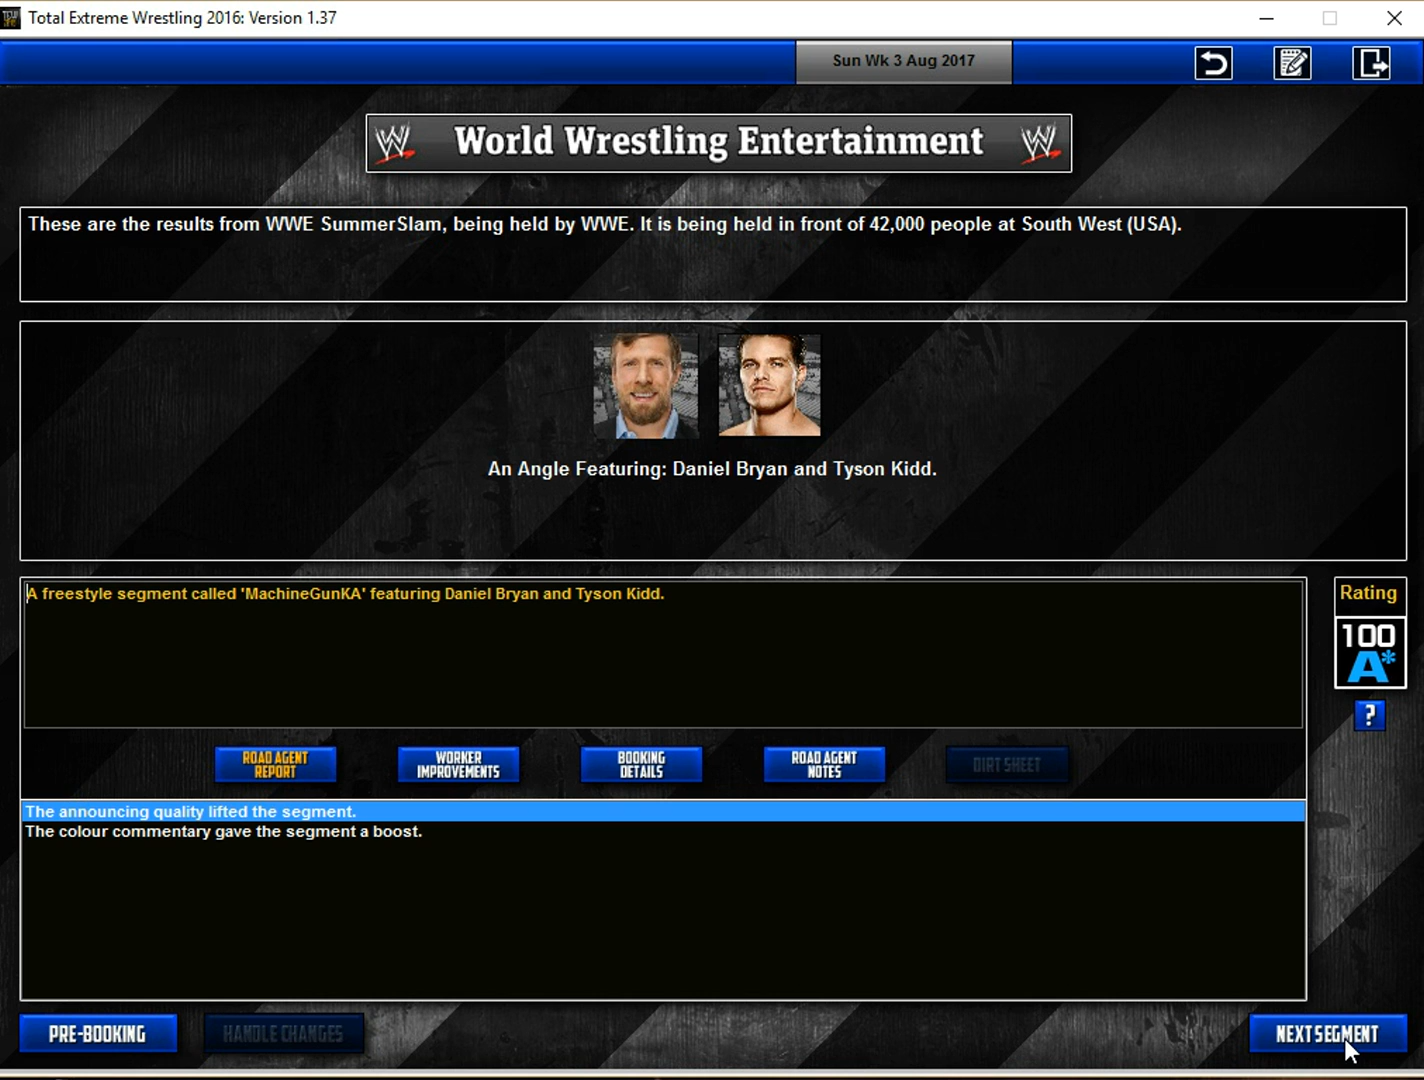 Total Extreme Wrestling 2016: Version 1.37
Sun Wk 3 Aug 2017
World Wrestling Entertainment
These are the results from WWE SummerSlam, being held by WWE. It is being held in front of 42,000 people at South West (USA).
An Angle Featuring: Daniel Bryan and Tyson Kidd.
A freestyle segment called 'MachineGunKA' featuring Daniel Bryan and Tyson Kidd.
Rating
100
A*
?
ROAD AGENT
REPORT
WORKER
IMPROVEMENTS
BOOKING
DETAILS
ROAD AGENT
NOTES
DIRT SHEET
The announcing quality lifted the segment.
The colour commentary gave the segment a boost.
PRE-BOOKING
HANDLE CHANGES
NEXT SEGMENT